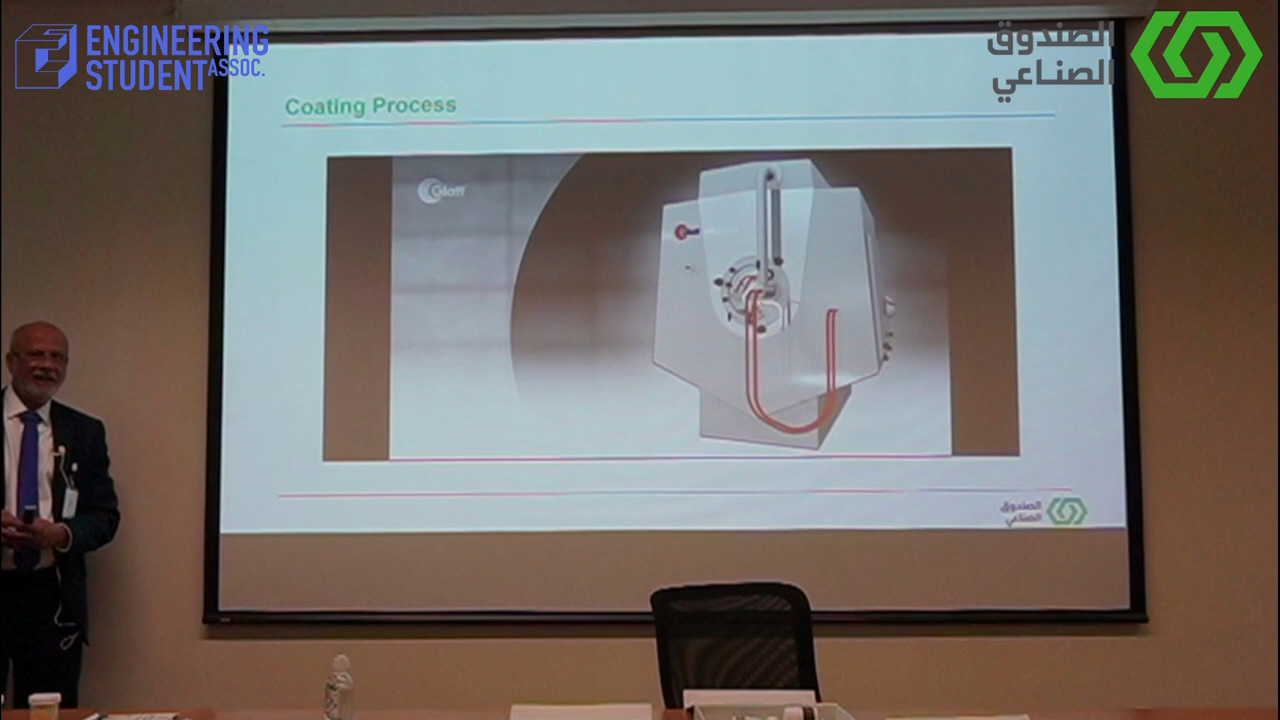 ENGINEERING
STUDENT ASSOC.
الصندوق
الصناعي
Coating Process
Glatt
الصندوق
الصناعي